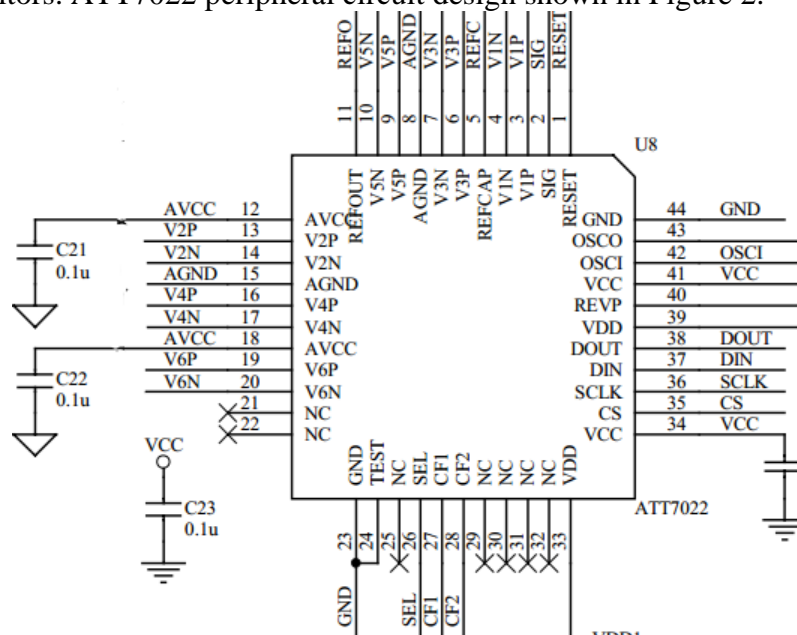 itors. ATT7022 peripheral circuit design shown in Figure 2.
REFO V5N V5P AGND V3N V3P REFC V1N V1P SIG RESET
11 10 9 8 7 6 5 4 3 2 1
U8
REFOUT V5N V5P AGND V3N V3P REFCAP V1N V1P SIG RESET
AVCC 12 AVCC
V2P 13 V2P
V2N 14 V2N
AGND 15 AGND
V4P 16 V4P
V4N 17 V4N
AVCC 18 AVCC
V6P 19 V6P
V6N 20 V6N
21 NC
22 NC
C21
0.1u
C22
0.1u
VCC
C23
0.1u
GND 44 GND
OSCO 43
OSCI 42 OSCI
VCC 41 VCC
REVP 40
VDD 39
DOUT 38 DOUT
DIN 37 DIN
SCLK 36 SCLK
CS 35 CS
VCC 34 VCC
GND TEST NC SEL CF1 CF2 NC NC NC NC VDD
ATT7022
23 24 25 26 27 28 29 30 31 32 33
GND SEL CF1 CF2